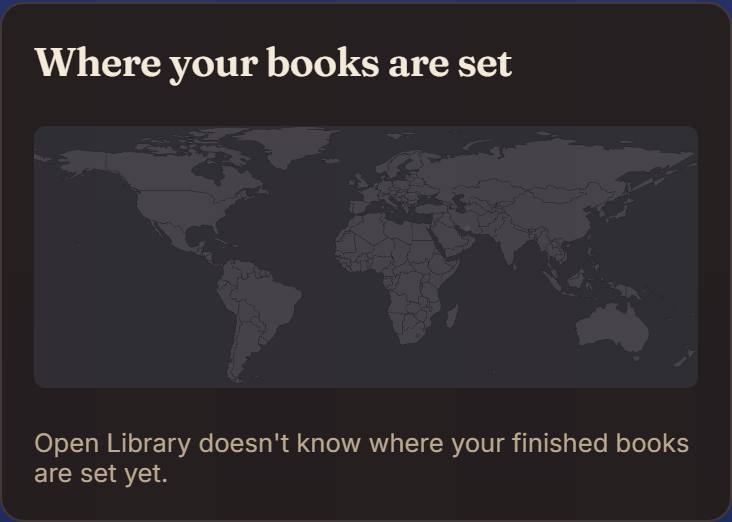 Where your books are set
Open Library doesn't know where your finished books
are set yet.